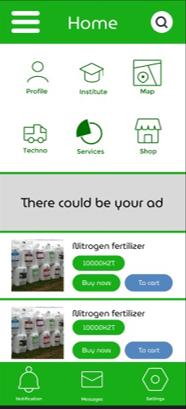 Home
Profile Institute Map
Techno Services Shop
There could be your ad
Nitrogen fertilizer
10000KZT
Buy now To cart
Nitrogen fertilizer
10000KZT
Buy now To cart
Notification Messages Settings